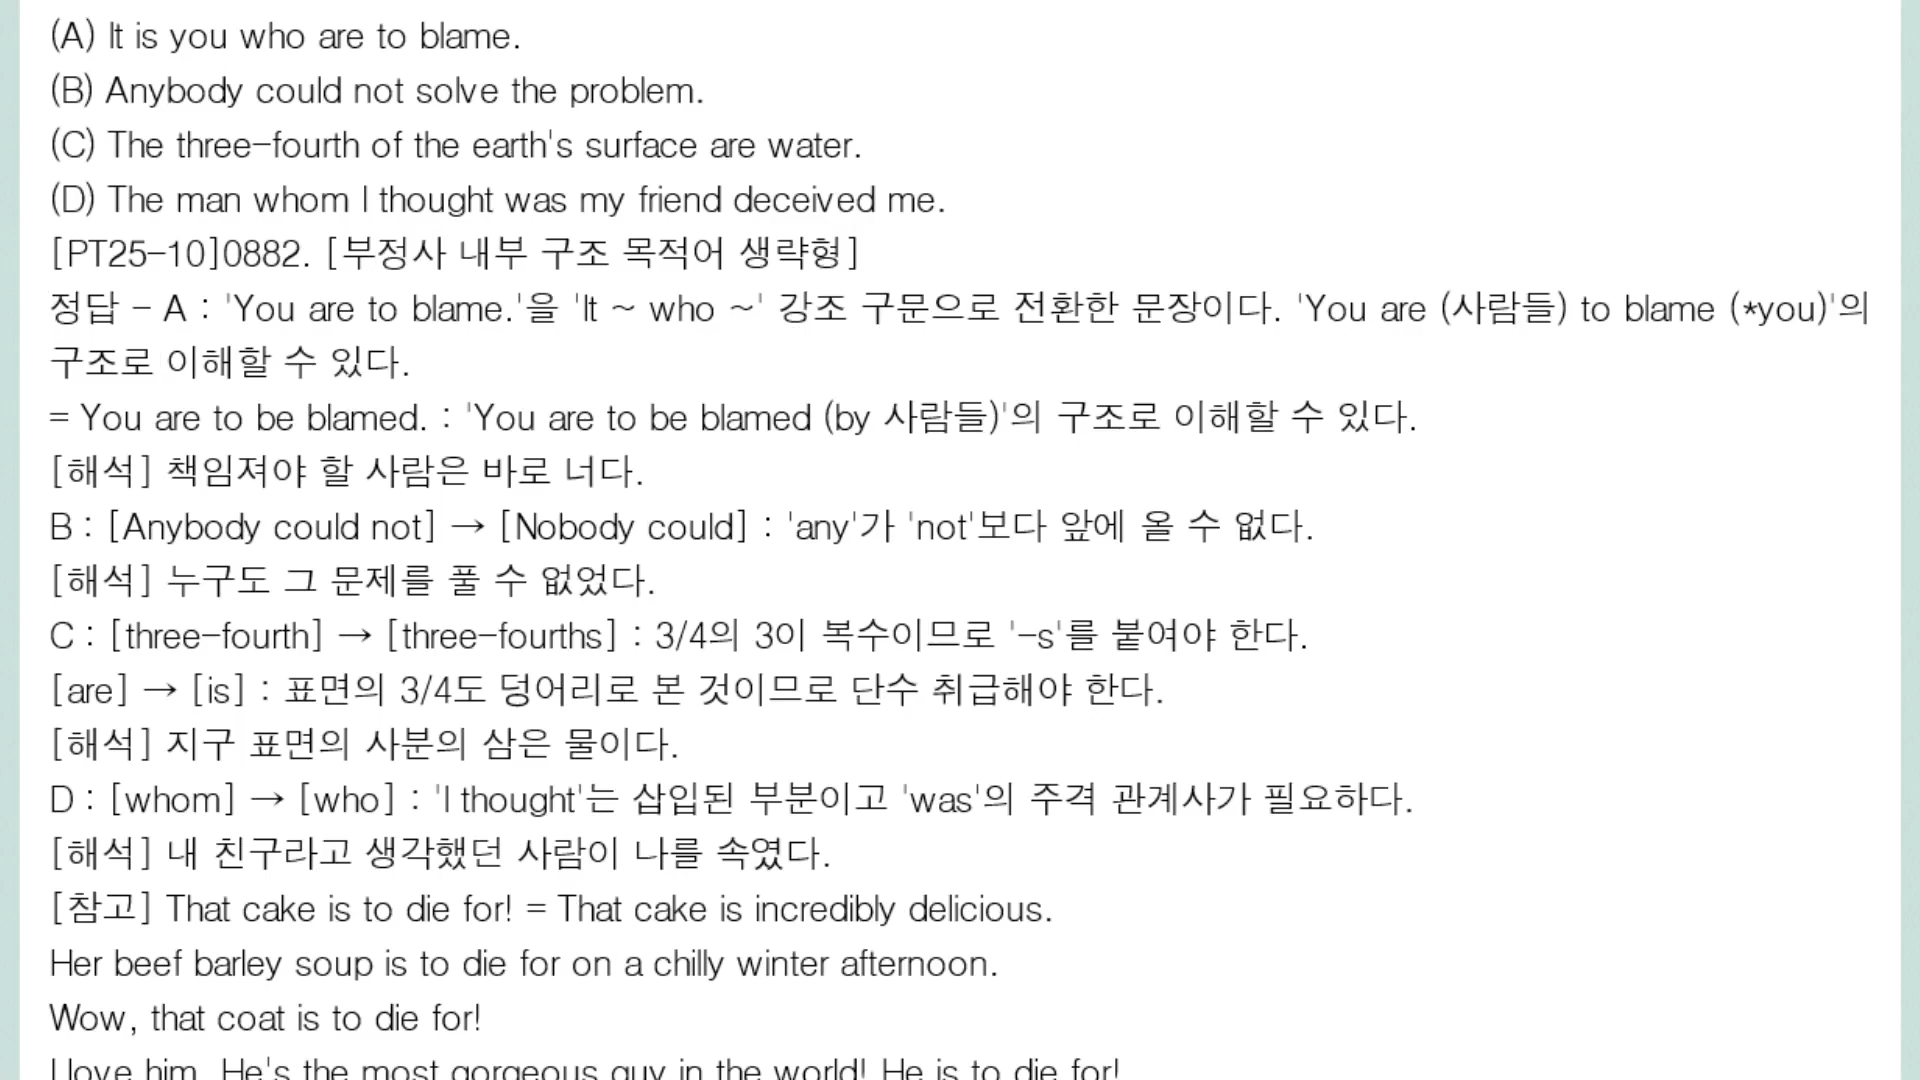 (A) It is you who are to blame.
(B) Anybody could not solve the problem.
(C) The three-fourth of the earth's surface are water.
(D) The man whom I thought was my friend deceived me.
[PT25-10]0882. [부정사 내부 구조 목적어 생략형]
정답 - A : 'You are to blame.'을 'It ~ who ~' 강조 구문으로 전환한 문장이다. 'You are (사람들) to blame (*you)'의
구조로 이해할 수 있다.
= You are to be blamed. : 'You are to be blamed (by 사람들)'의 구조로 이해할 수 있다.
[해석] 책임져야 할 사람은 바로 너다.
B : [Anybody could not] → [Nobody could] : 'any'가 'not'보다 앞에 올 수 없다.
[해석] 누구도 그 문제를 풀 수 없었다.
C : [three-fourth] → [three-fourths] : 3/4의 3이 복수이므로 '-s'를 붙여야 한다.
[are] → [is] : 표면의 3/4도 덩어리로 본 것이므로 단수 취급해야 한다.
[해석] 지구 표면의 사분의 삼은 물이다.
D : [whom] → [who] : 'I thought'는 삽입된 부분이고 'was'의 주격 관계사가 필요하다.
[해석] 내 친구라고 생각했던 사람이 나를 속였다.
[참고] That cake is to die for! = That cake is incredibly delicious.
Her beef barley soup is to die for on a chilly winter afternoon.
Wow, that coat is to die for!
I love him. He's the most gorgeous guy in the world! He is to die for!